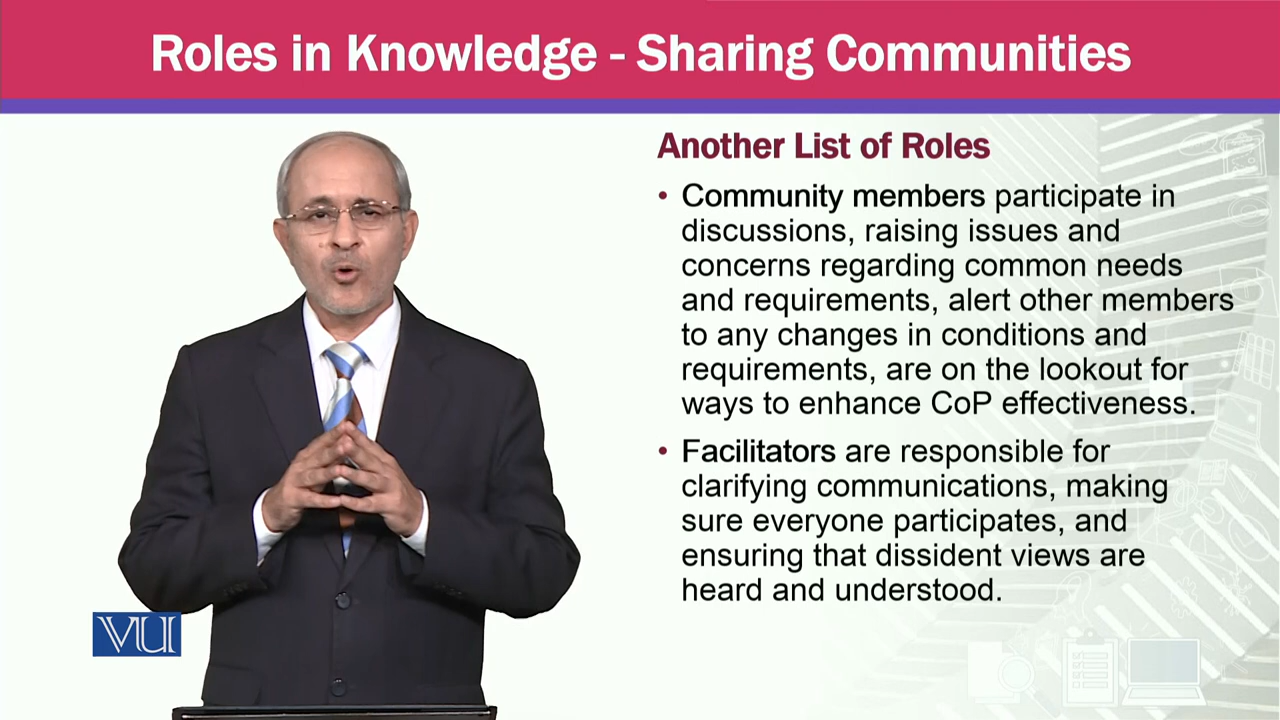 Roles in Knowledge - Sharing Communities
Another List of Roles
• Community members participate in
discussions, raising issues and
concerns regarding common needs
and requirements, alert other members
to any changes in conditions and
requirements, are on the lookout for
ways to enhance CoP effectiveness.
• Facilitators are responsible for
clarifying communications, making
sure everyone participates, and
ensuring that dissident views are
heard and understood.
VU